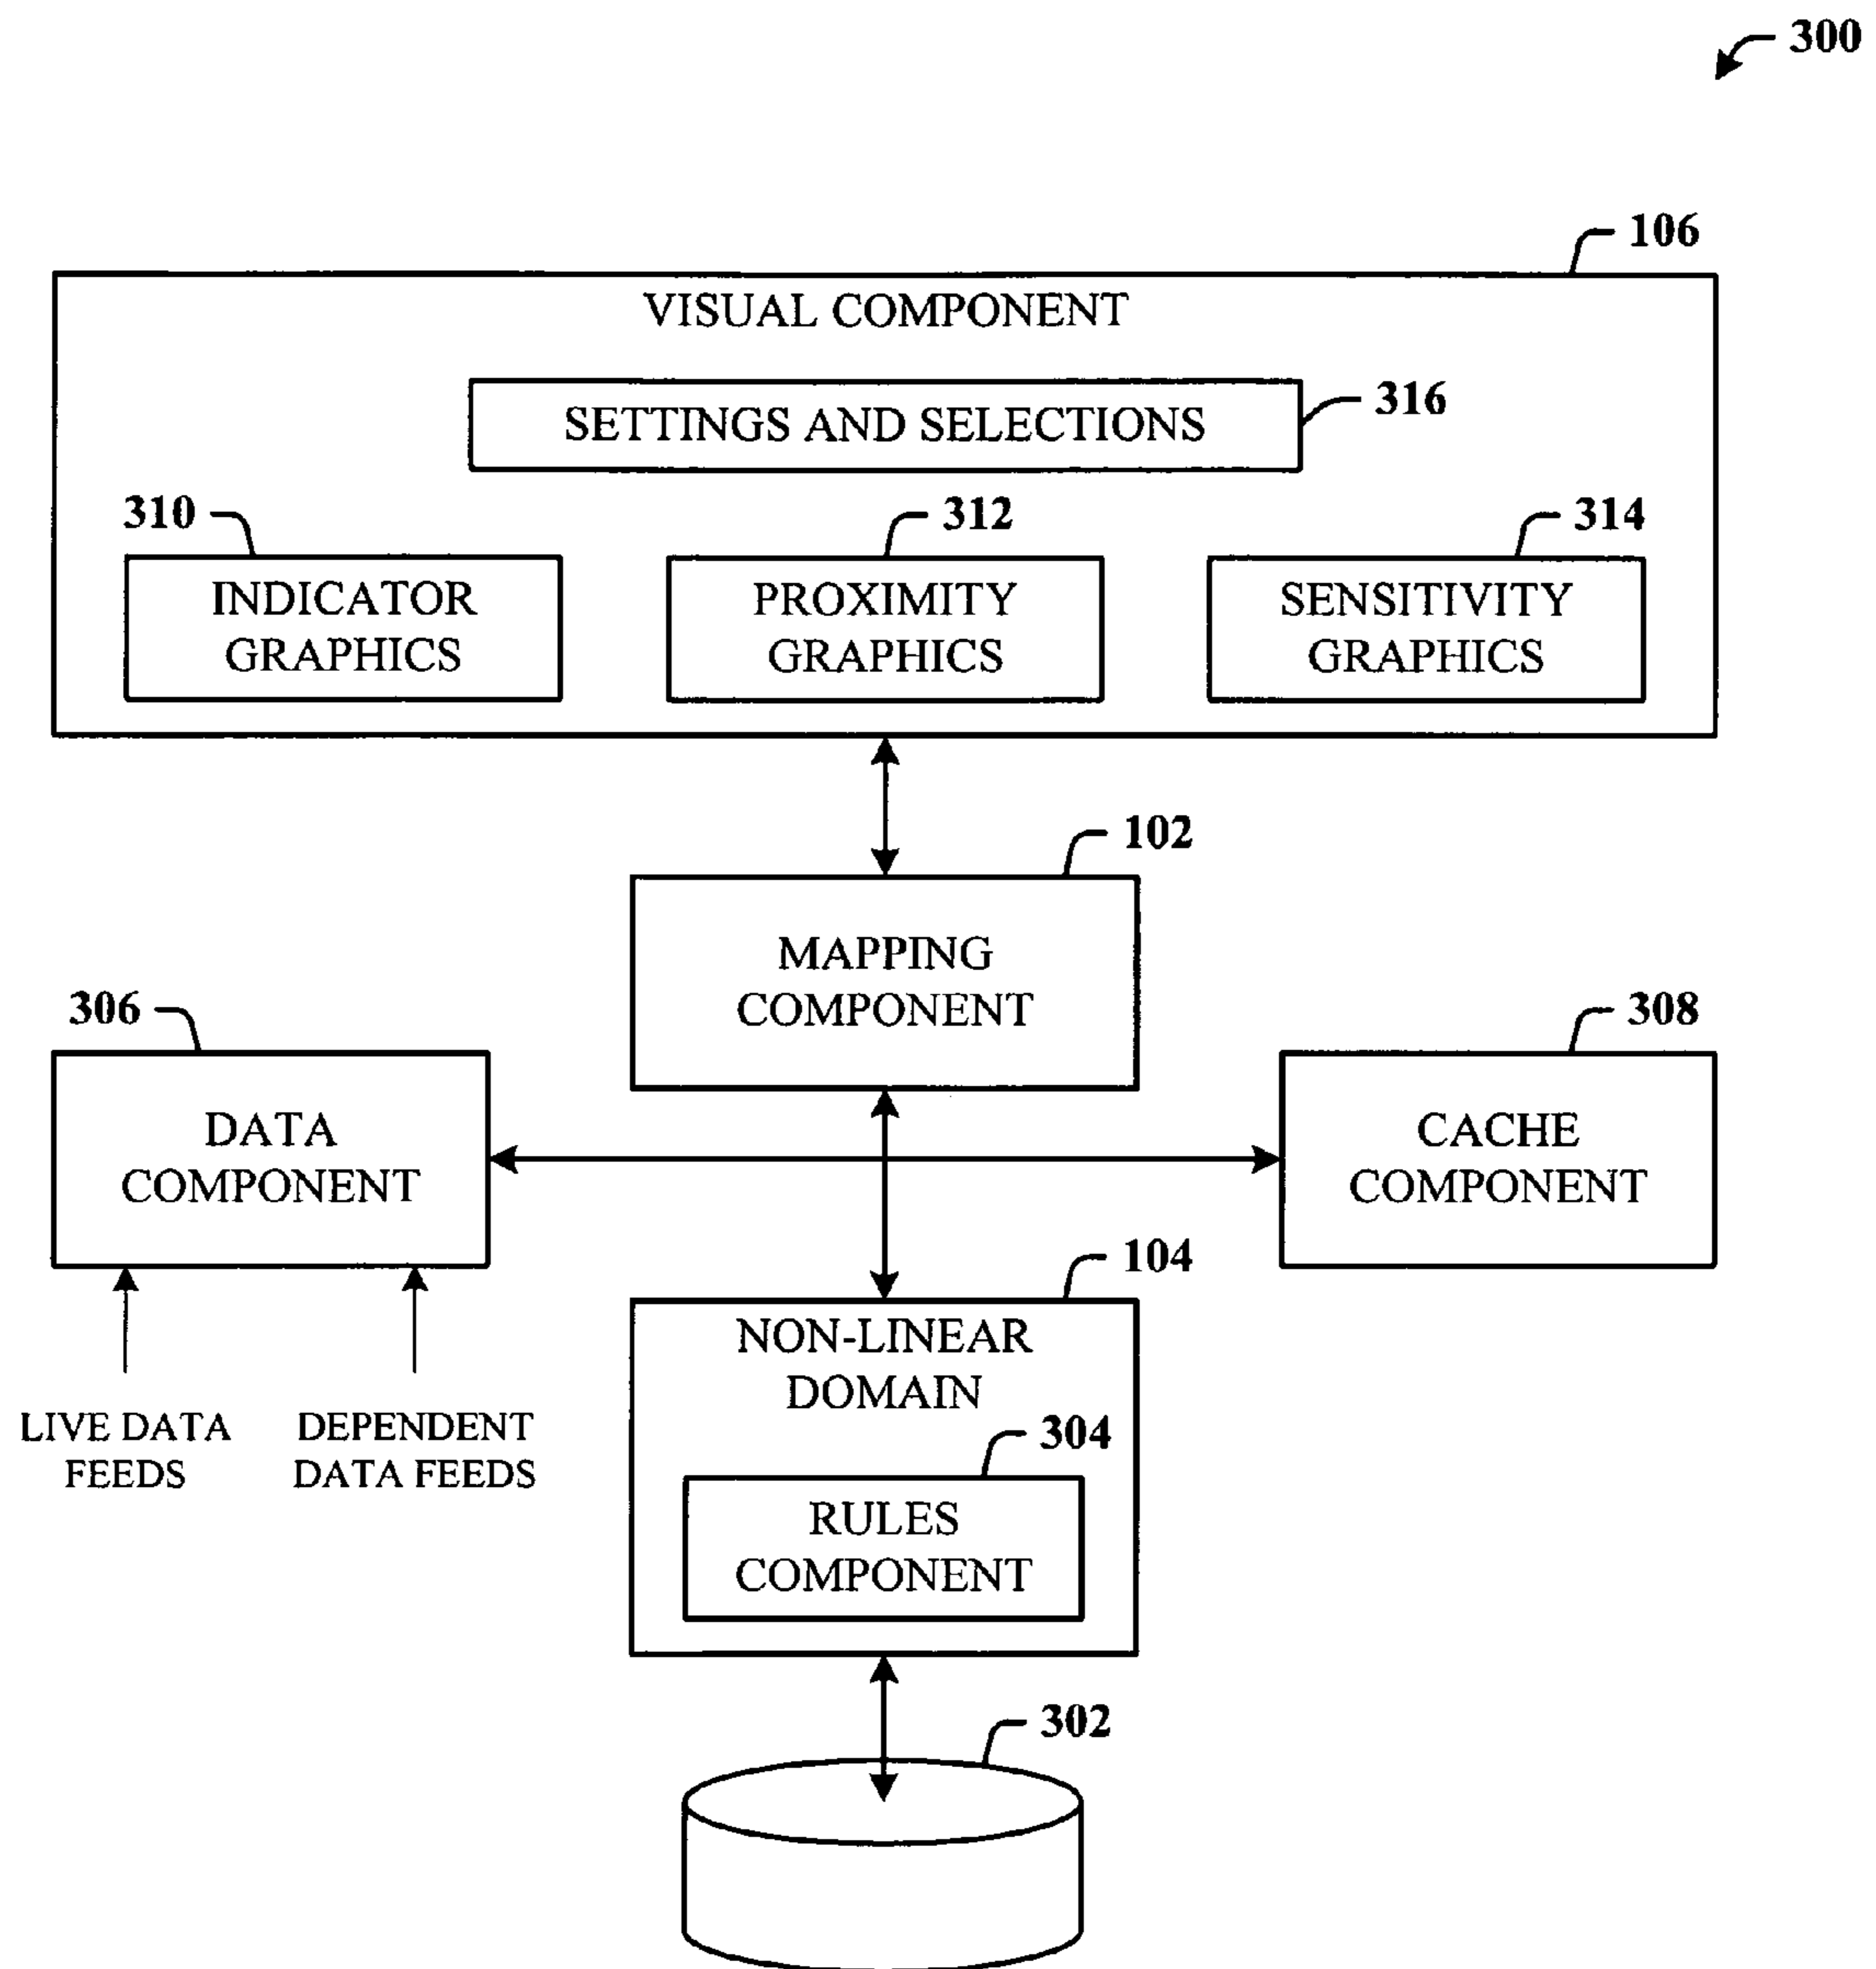 300
106
VISUAL COMPONENT
SETTINGS AND SELECTIONS
316
310
312
314
INDICATOR
GRAPHICS
PROXIMITY
GRAPHICS
SENSITIVITY
GRAPHICS
102
MAPPING
COMPONENT
306
308
DATA
COMPONENT
CACHE
COMPONENT
104
NON-LINEAR
DOMAIN
LIVE DATA
FEEDS
DEPENDENT
DATA FEEDS
304
RULES
COMPONENT
302